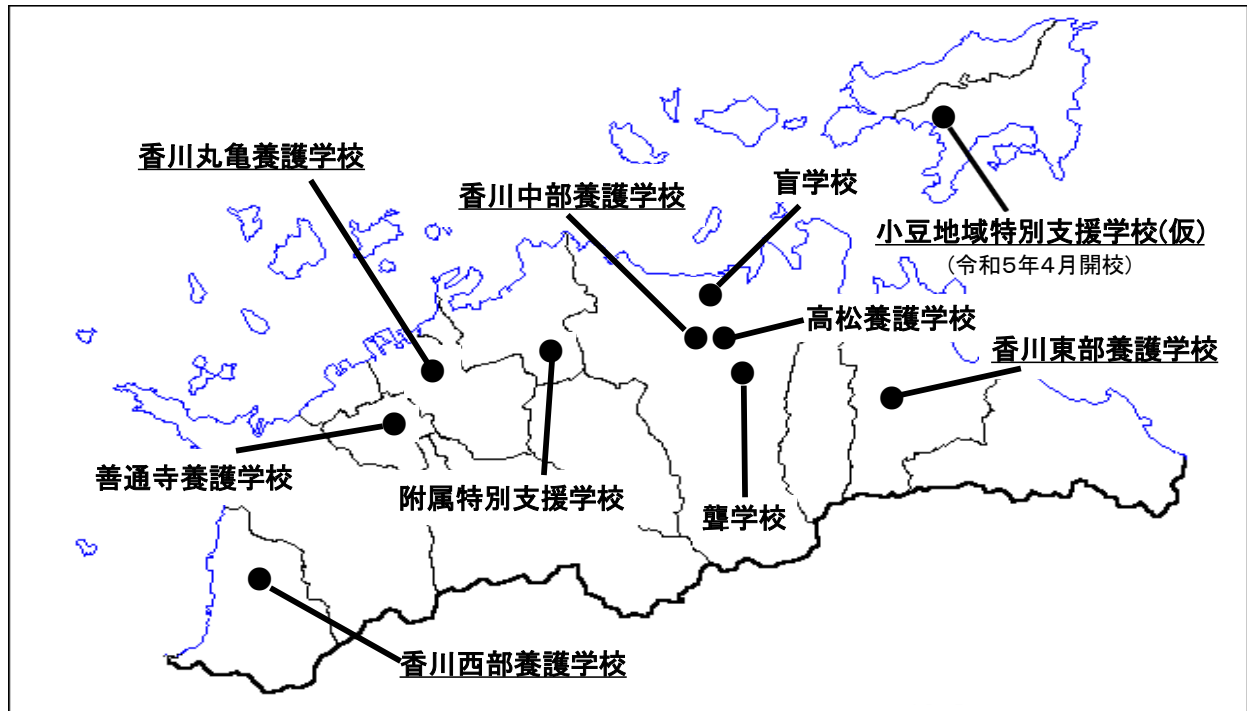 香川丸亀養護学校
香川中部養護学校
盲学校
小豆地域特別支援学校(仮)
(令和5年4月開校)
高松養護学校
香川東部養護学校
善通寺養護学校
附属特別支援学校
聾学校
香川西部養護学校